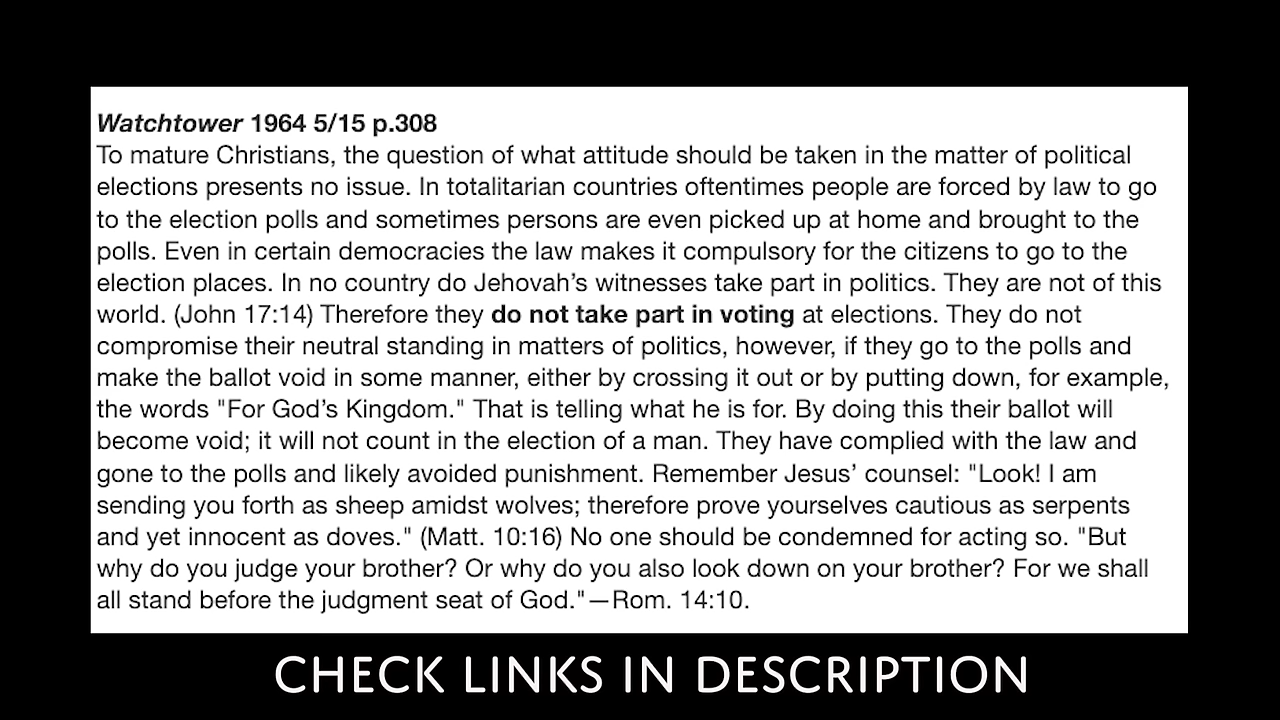 Watchtower 1964 5/15 p.308
To mature Christians, the question of what attitude should be taken in the matter of political
elections presents no issue. In totalitarian countries oftentimes people are forced by law to go
to the election polls and sometimes persons are even picked up at home and brought to the
polls. Even in certain democracies the law makes it compulsory for the citizens to go to the
election places. In no country do Jehovah’s witnesses take part in politics. They are not of this
world. (John 17:14) Therefore they do not take part in voting at elections. They do not
compromise their neutral standing in matters of politics, however, if they go to the polls and
make the ballot void in some manner, either by crossing it out or by putting down, for example,
the words "For God’s Kingdom." That is telling what he is for. By doing this their ballot will
become void; it will not count in the election of a man. They have complied with the law and
gone to the polls and likely avoided punishment. Remember Jesus’ counsel: "Look! I am
sending you forth as sheep amidst wolves; therefore prove yourselves cautious as serpents
and yet innocent as doves." (Matt. 10:16) No one should be condemned for acting so. "But
why do you judge your brother? Or why do you also look down on your brother? For we shall
all stand before the judgment seat of God."—Rom. 14:10.
CHECK LINKS IN DESCRIPTION